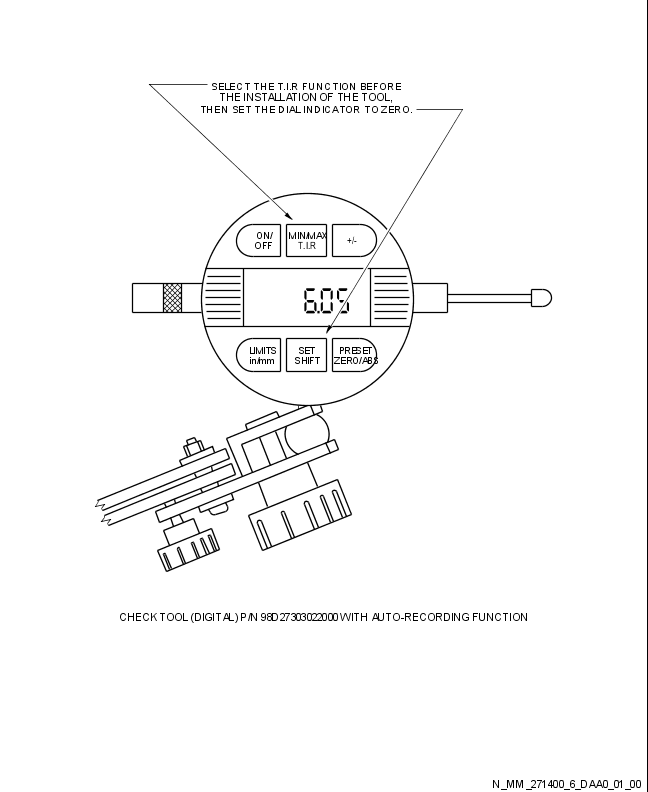 SELECT THE T.I.R FUNCTION BEFORE
THE INSTALLATION OF THE TOOL,
THEN SET THE DIAL INDICATOR TO ZERO.
ON/
OFF
MIN/MAX
T.I.R
+/-
6.05
LIMITS
in/mm
SET
SHIFT
PRESET
ZERO/ABS
CHECK TOOL (DIGITAL) P/N 98D27303022000 WITH AUTO-RECORDING FUNCTION
N_MM_271400_6_DAA0_01_00